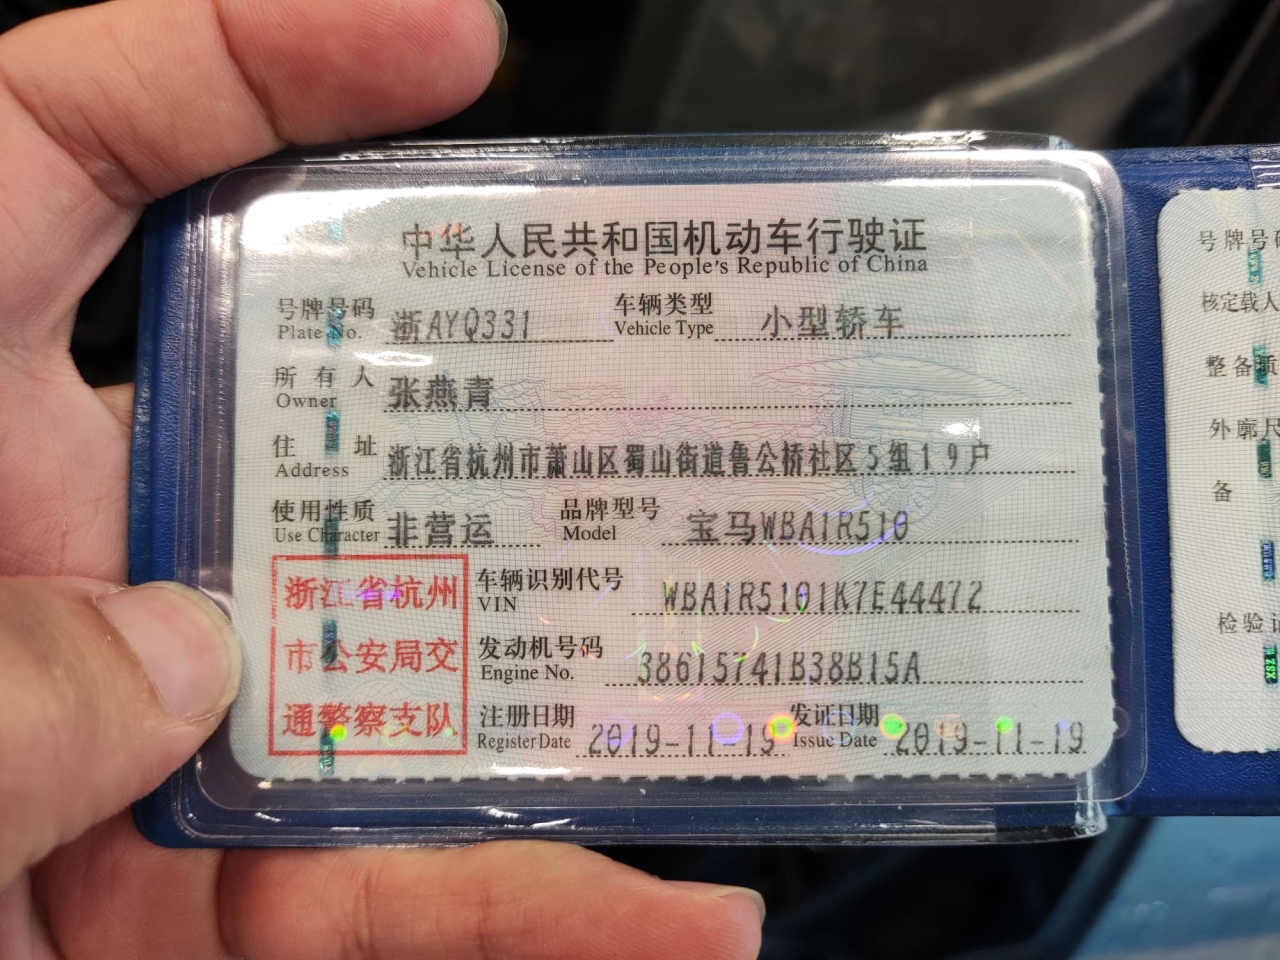 中华人民共和国机动车行驶证
Vehicle License of the People's Republic of China
号牌号码 浙AYQ331 车辆类型 小型轿车
Plate No. Vehicle Type
所有人 张燕青
Owner
住址 浙江省杭州市萧山区蜀山街道鲁公桥社区5组19户
Address
使用性质 非营运 品牌型号 宝马WBA1R510
Use Character Model
浙江省杭州
市公安局交
通警察支队
车辆识别代号 WBA1R5101K7E44472
VIN
发动机号码 38615741B38B15A
Engine No.
注册日期 2019-11-19 发证日期 2019-11-19
Register Date Issue Date
号牌号码
核定载人
整备质
外廓尺
备
检验记